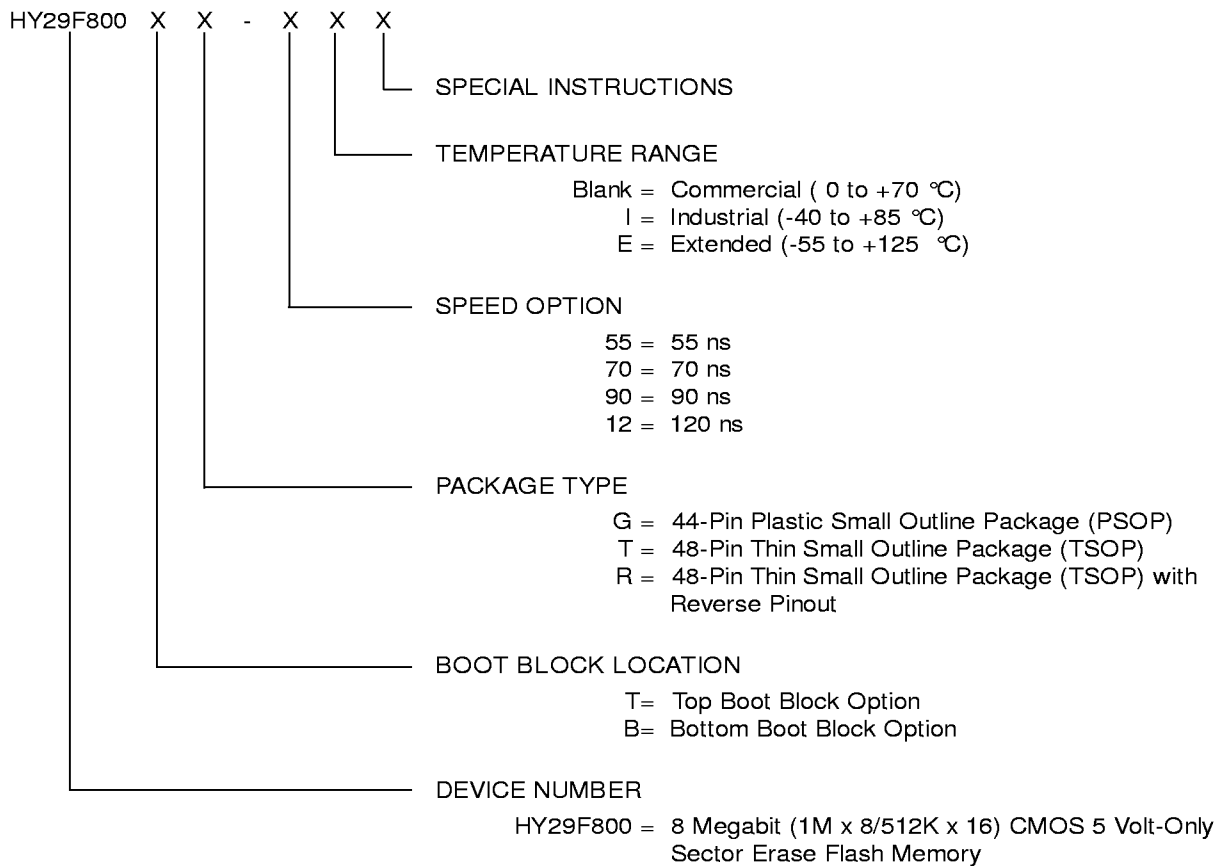 HY29F800 X X - X X X
SPECIAL INSTRUCTIONS
TEMPERATURE RANGE
Blank = Commercial ( 0 to +70 °C)
I = Industrial (-40 to +85 °C)
E = Extended (-55 to +125 °C)
SPEED OPTION
55 = 55 ns
70 = 70 ns
90 = 90 ns
12 = 120 ns
PACKAGE TYPE
G = 44-Pin Plastic Small Outline Package (PSOP)
T = 48-Pin Thin Small Outline Package (TSOP)
R = 48-Pin Thin Small Outline Package (TSOP) with
Reverse Pinout
BOOT BLOCK LOCATION
T= Top Boot Block Option
B= Bottom Boot Block Option
DEVICE NUMBER
HY29F800 = 8 Megabit (1M x 8/512K x 16) CMOS 5 Volt-Only
Sector Erase Flash Memory